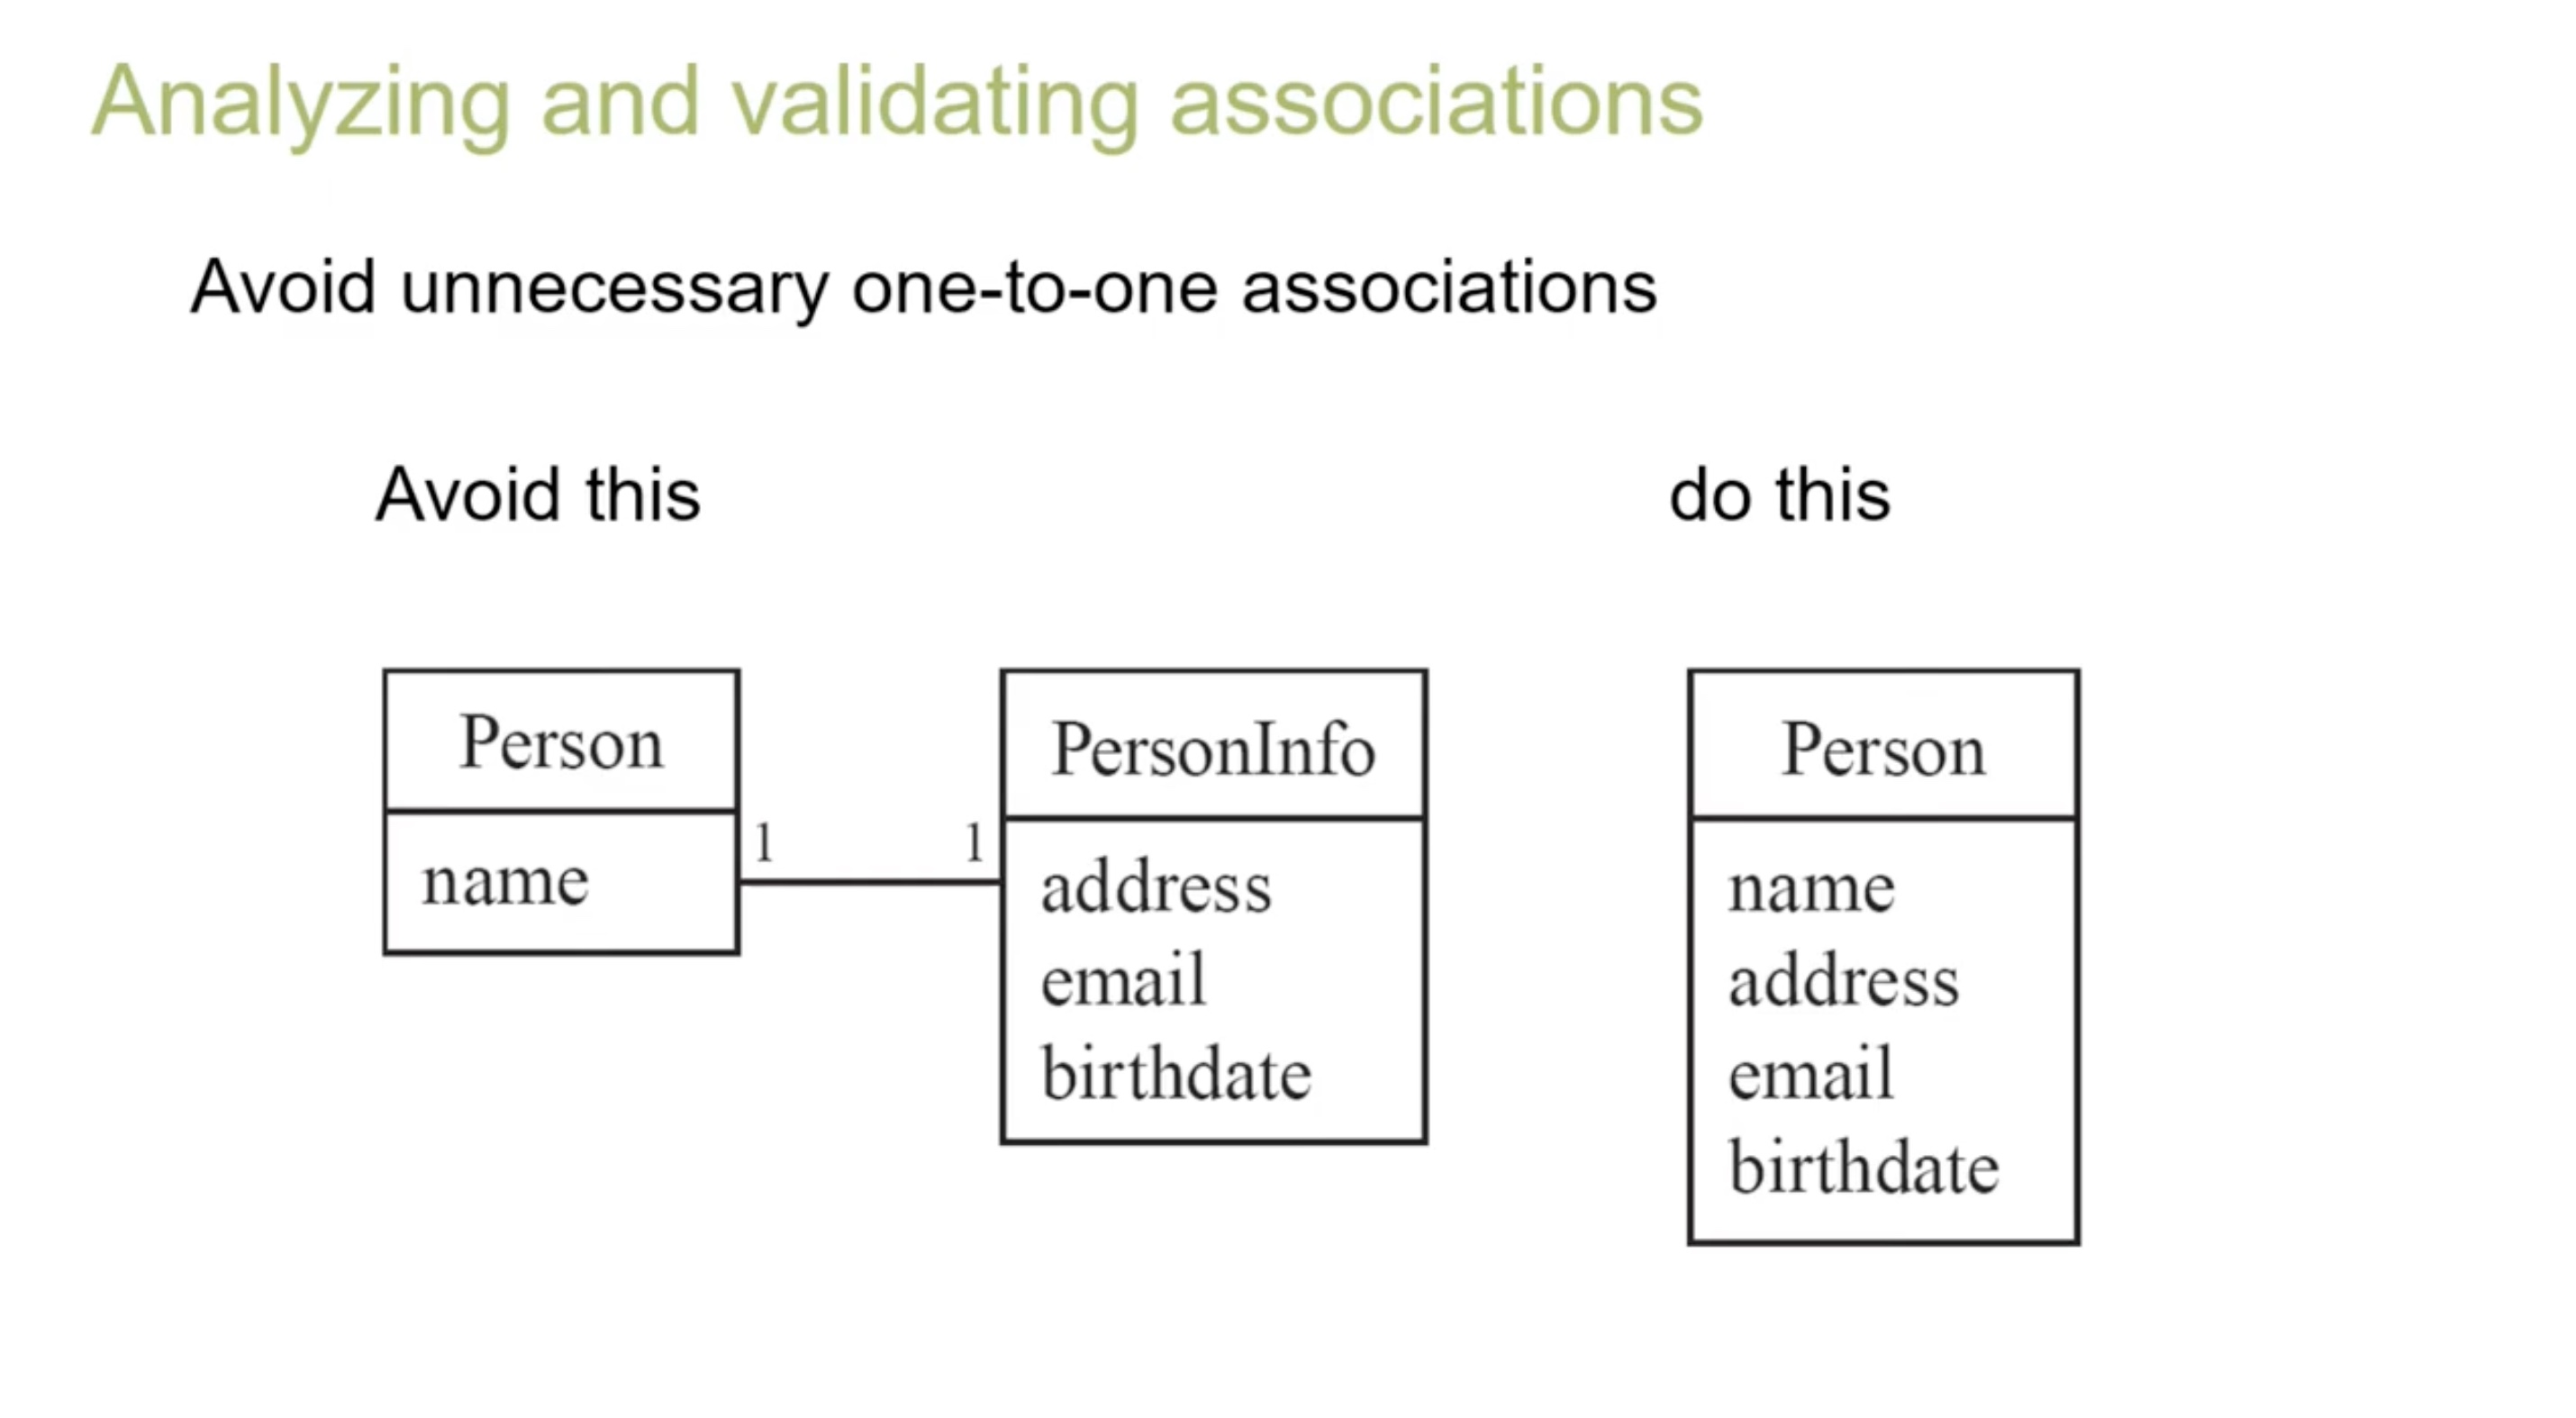 Analyzing and validating associations
Avoid unnecessary one-to-one associations
Avoid this
do this
Person
name
1
1
PersonInfo
address
email
birthdate
Person
name
address
email
birthdate